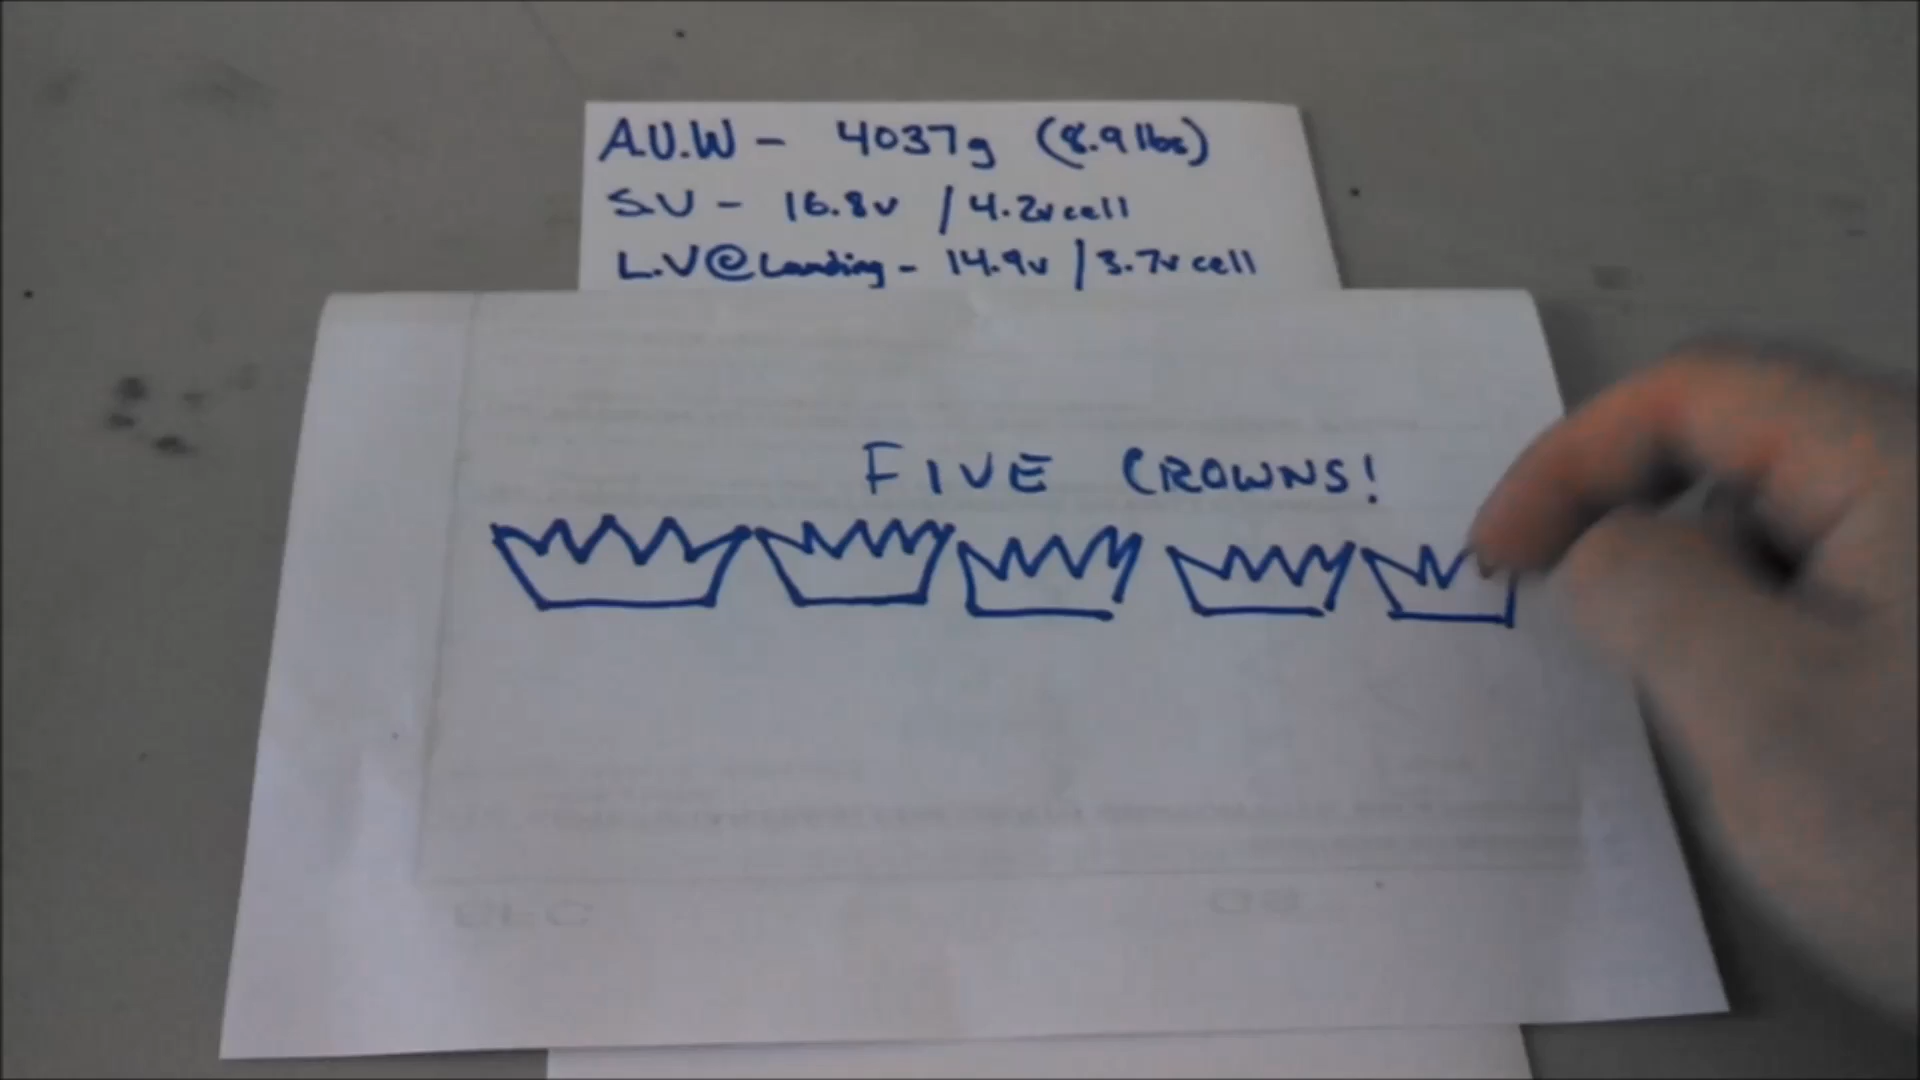 A.U.W - 4037g (8.9lbs)
S.V - 16.8v / 4.2v cell
L.V@Landing - 14.9v / 3.7v cell
FIVE CROWNS!